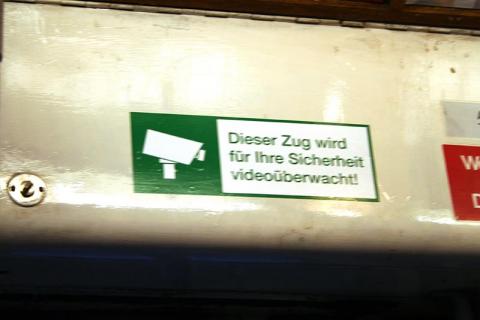 Dieser Zug wird
für Ihre Sicherheit
videoüberwacht!